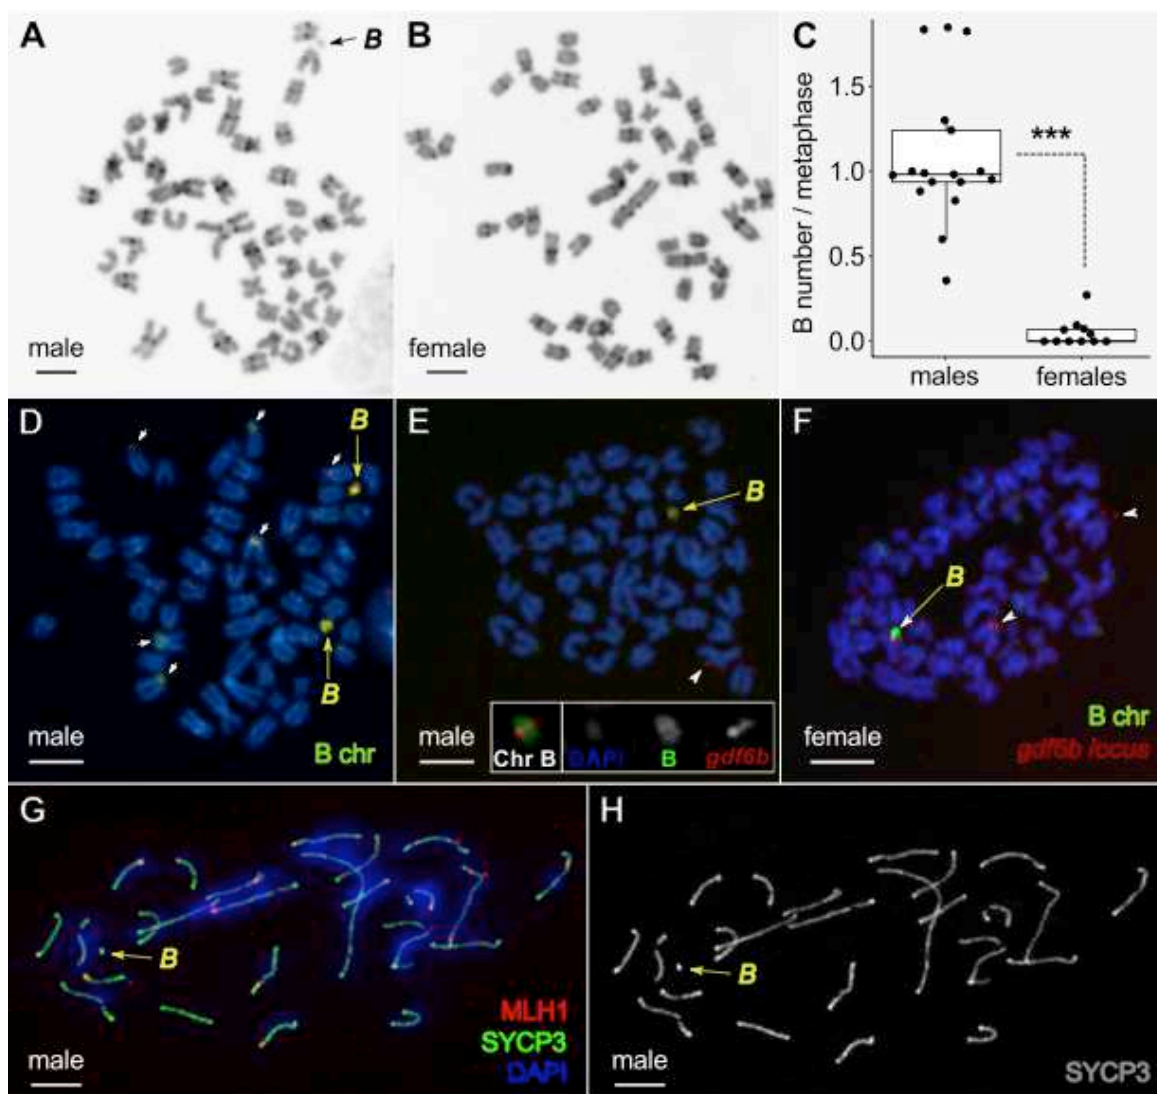 A
B
male
B
female
C
B number / metaphase
1.5
1.0
0.5
0.0
***
males
females
D
B
B
male
B chr
E
B
male
Chr B
DAPI
B
gdf6b
F
B
female
B chr
gdf6b locus
G
B
male
MLH1
SYCP3
DAPI
H
B
male
SYCP3